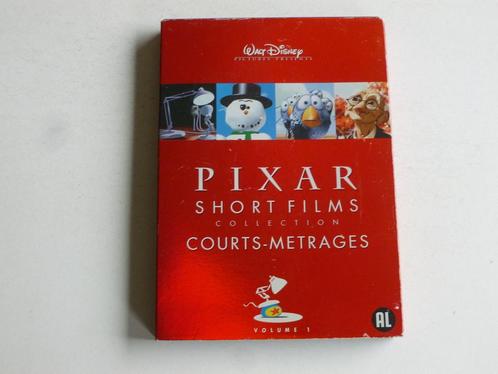 WALT DISNEY
PICTURES PRESENTS
PIXAR
SHORT FILMS
COLLECTION
COURTS-METRAGES
VOLUME 1
AL